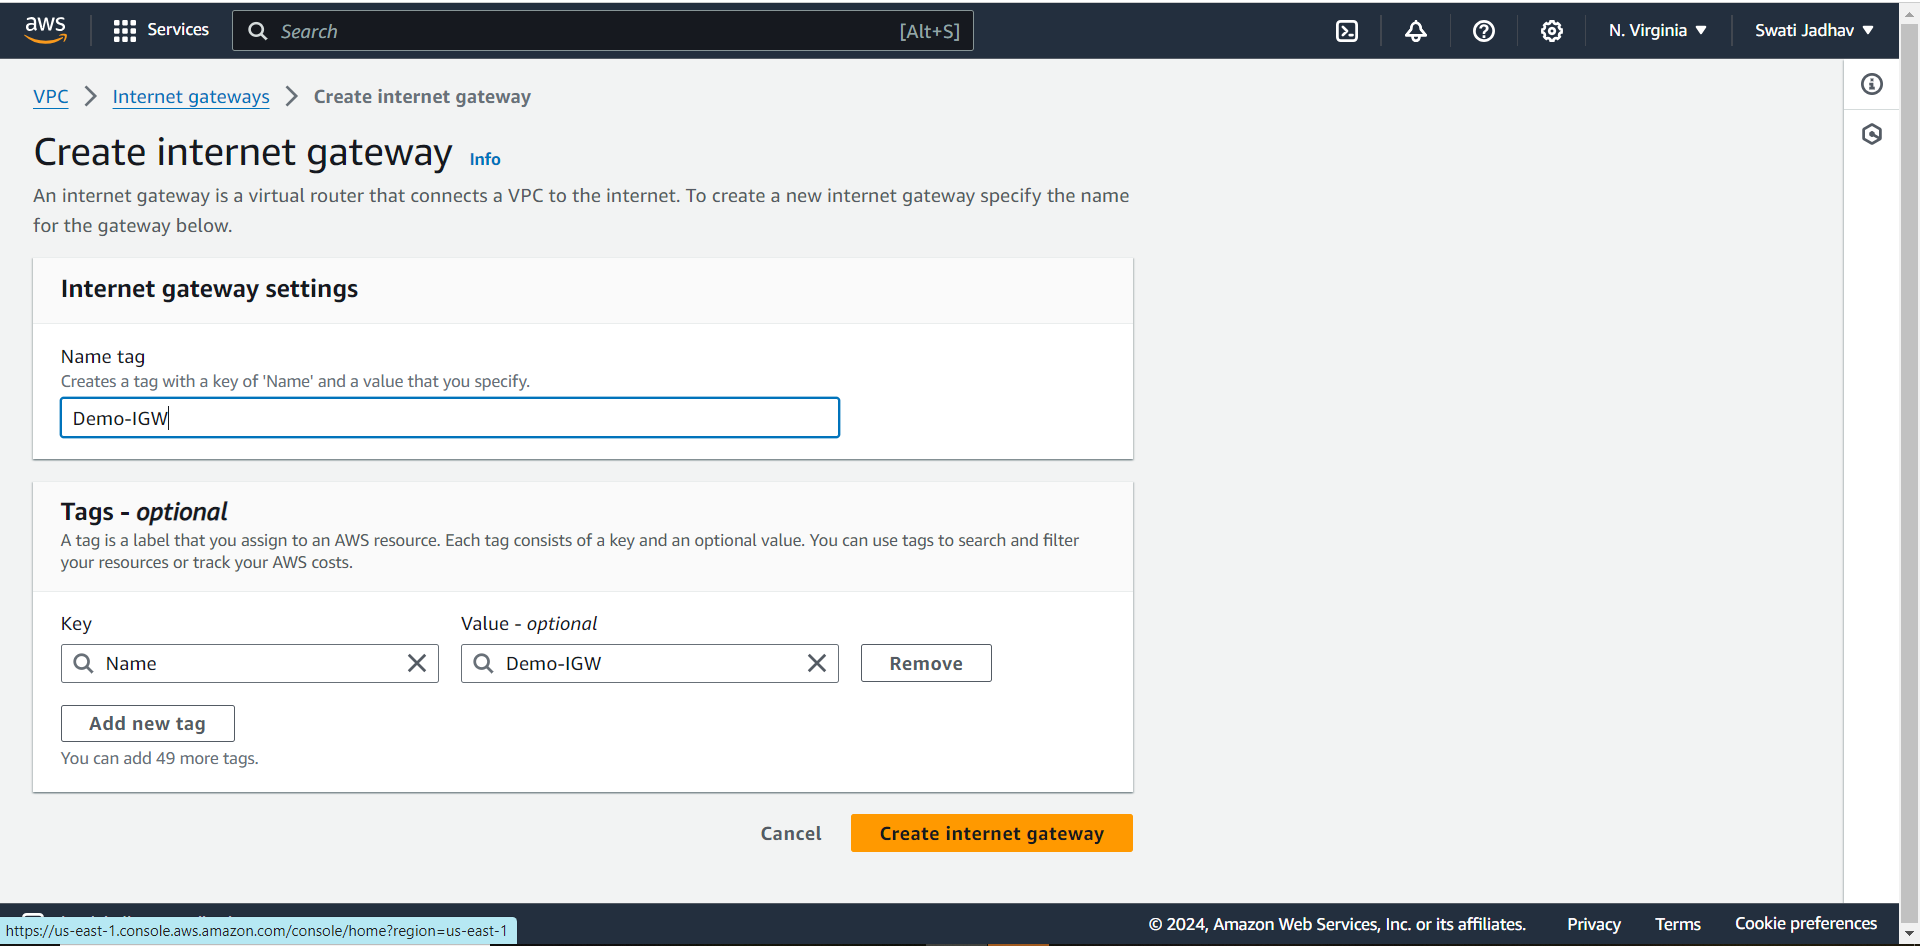 aws
Services
Search
[Alt+S]
N. Virginia
Swati Jadhav
VPC
Internet gateways
Create internet gateway
Create internet gateway
Info
An internet gateway is a virtual router that connects a VPC to the internet. To create a new internet gateway specify the name
for the gateway below.
Internet gateway settings
Name tag
Creates a tag with a key of 'Name' and a value that you specify.
Demo-IGW
Tags - optional
A tag is a label that you assign to an AWS resource. Each tag consists of a key and an optional value. You can use tags to search and filter
your resources or track your AWS costs.
Key
Value - optional
Name
Demo-IGW
Remove
Add new tag
You can add 49 more tags.
Cancel
Create internet gateway
© 2024, Amazon Web Services, Inc. or its affiliates.
Privacy
Terms
Cookie preferences
https://us-east-1.console.aws.amazon.com/console/home?region=us-east-1